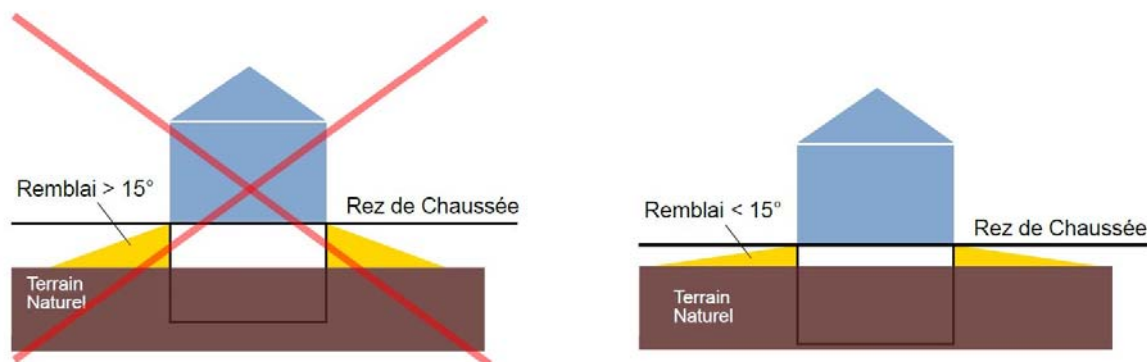 Remblai > 15°
Rez de Chaussée
Terrain
Naturel
Remblai < 15°
Rez de Chaussée
Terrain
Naturel